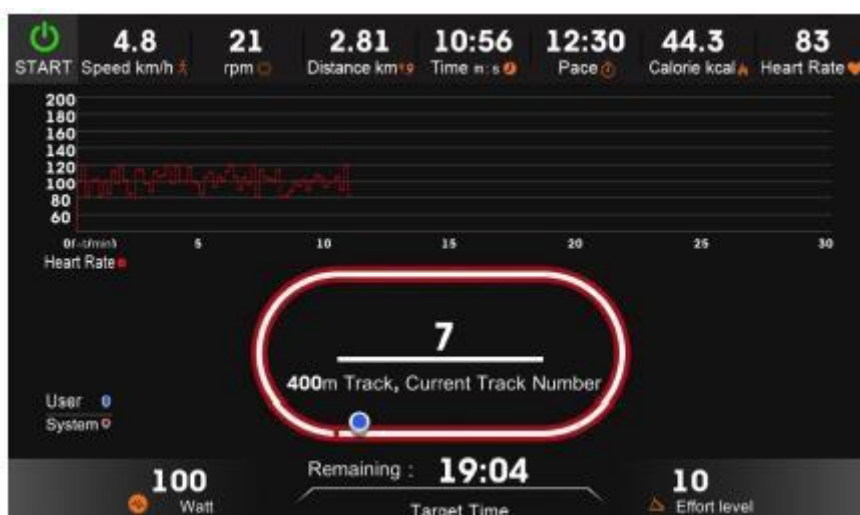 4.8 21 2.81 10:56 12:30 44.3 83
START Speed km/h rpm Distance km Time m:s Pace Calorie kcal Heart Rate
200
180
160
140
120
100
80
60
5 10 15 20 25 30
Heart Rate
7
400m Track, Current Track Number
User
System
Remaining : 19:04
100 10
Watt Target Time Effort level